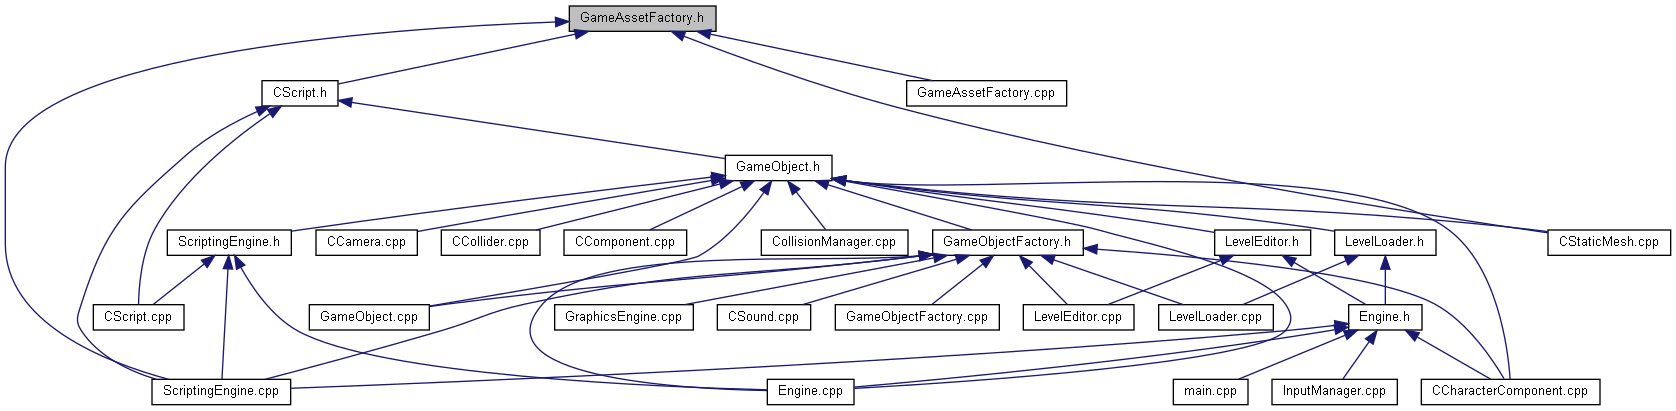 GameAssetFactory.h
CScript.h
GameAssetFactory.cpp
GameObject.h
ScriptingEngine.h
CCamera.cpp
CCollider.cpp
CComponent.cpp
CollisionManager.cpp
GameObjectFactory.h
LevelEditor.h
LevelLoader.h
CStaticMesh.cpp
CScript.cpp
GameObject.cpp
GraphicsEngine.cpp
CSound.cpp
GameObjectFactory.cpp
LevelEditor.cpp
LevelLoader.cpp
Engine.h
ScriptingEngine.cpp
Engine.cpp
main.cpp
InputManager.cpp
CCharacterComponent.cpp